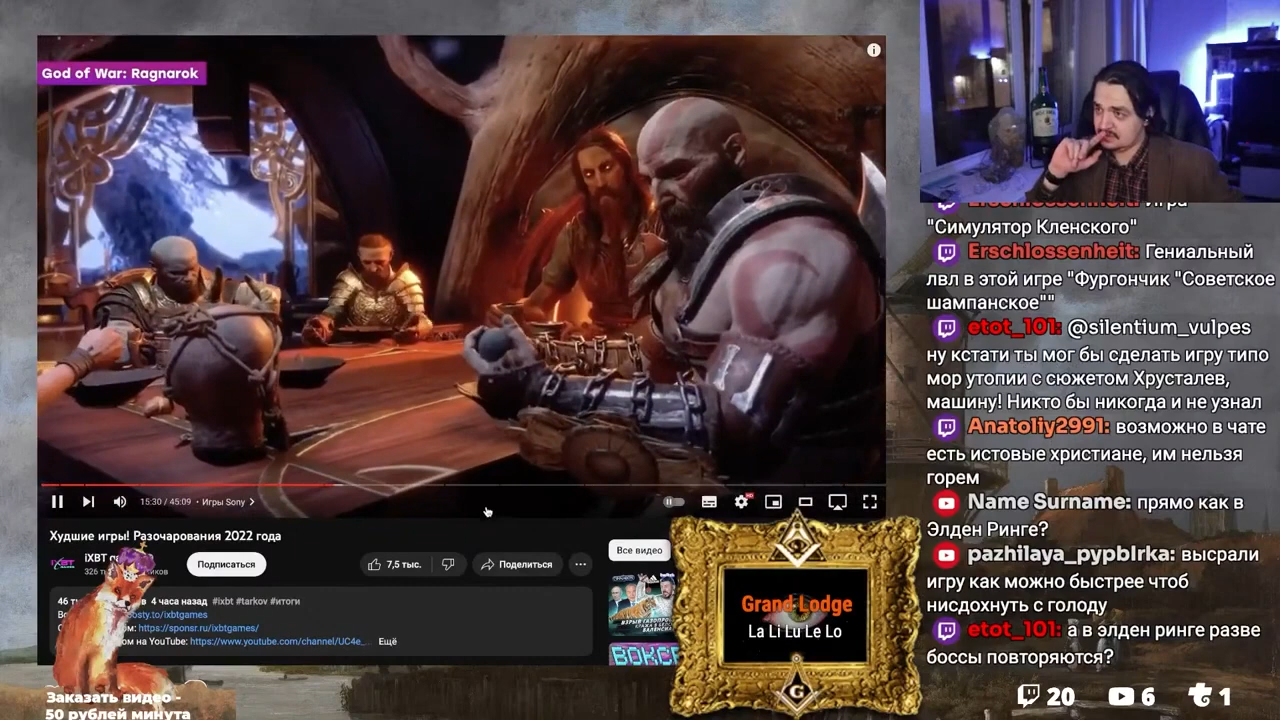 God of War: Ragnarok
15:30 / 45:09 • Игры Sony
Худшие игры! Разочарования 2022 года
Подписаться
7,5 тыс.
Поделиться
Все видео
4 часа назад #ixbt #tarkov #итоги
https://sponsr.ru/ixbtgames/
на YouTube: https://www.youtube.com/channel/UC4e_... Ещё
Заказать видео -
50 рублей минута
Grand Lodge
La Li Lu Le Lo
G
"Симулятор Кленского"
Erschlossenheit: Гениальный
лвл в этой игре "Фургончик "Советское
шампанское""
etot_101: @silentium_vulpes
ну кстати ты мог бы сделать игру типо
мор утопии с сюжетом Хрусталев,
машину! Никто бы никогда и не узнал
Anatoliy2991: возможно в чате
есть истовые христиане, им нельзя
горем
Name Surname: прямо как в
Элден Ринге?
pazhilaya_pypbIrka: высрали
игру как можно быстрее чтоб
нисдохнуть с голоду
etot_101: а в элден ринге разве
боссы повторяются?
20
6
1